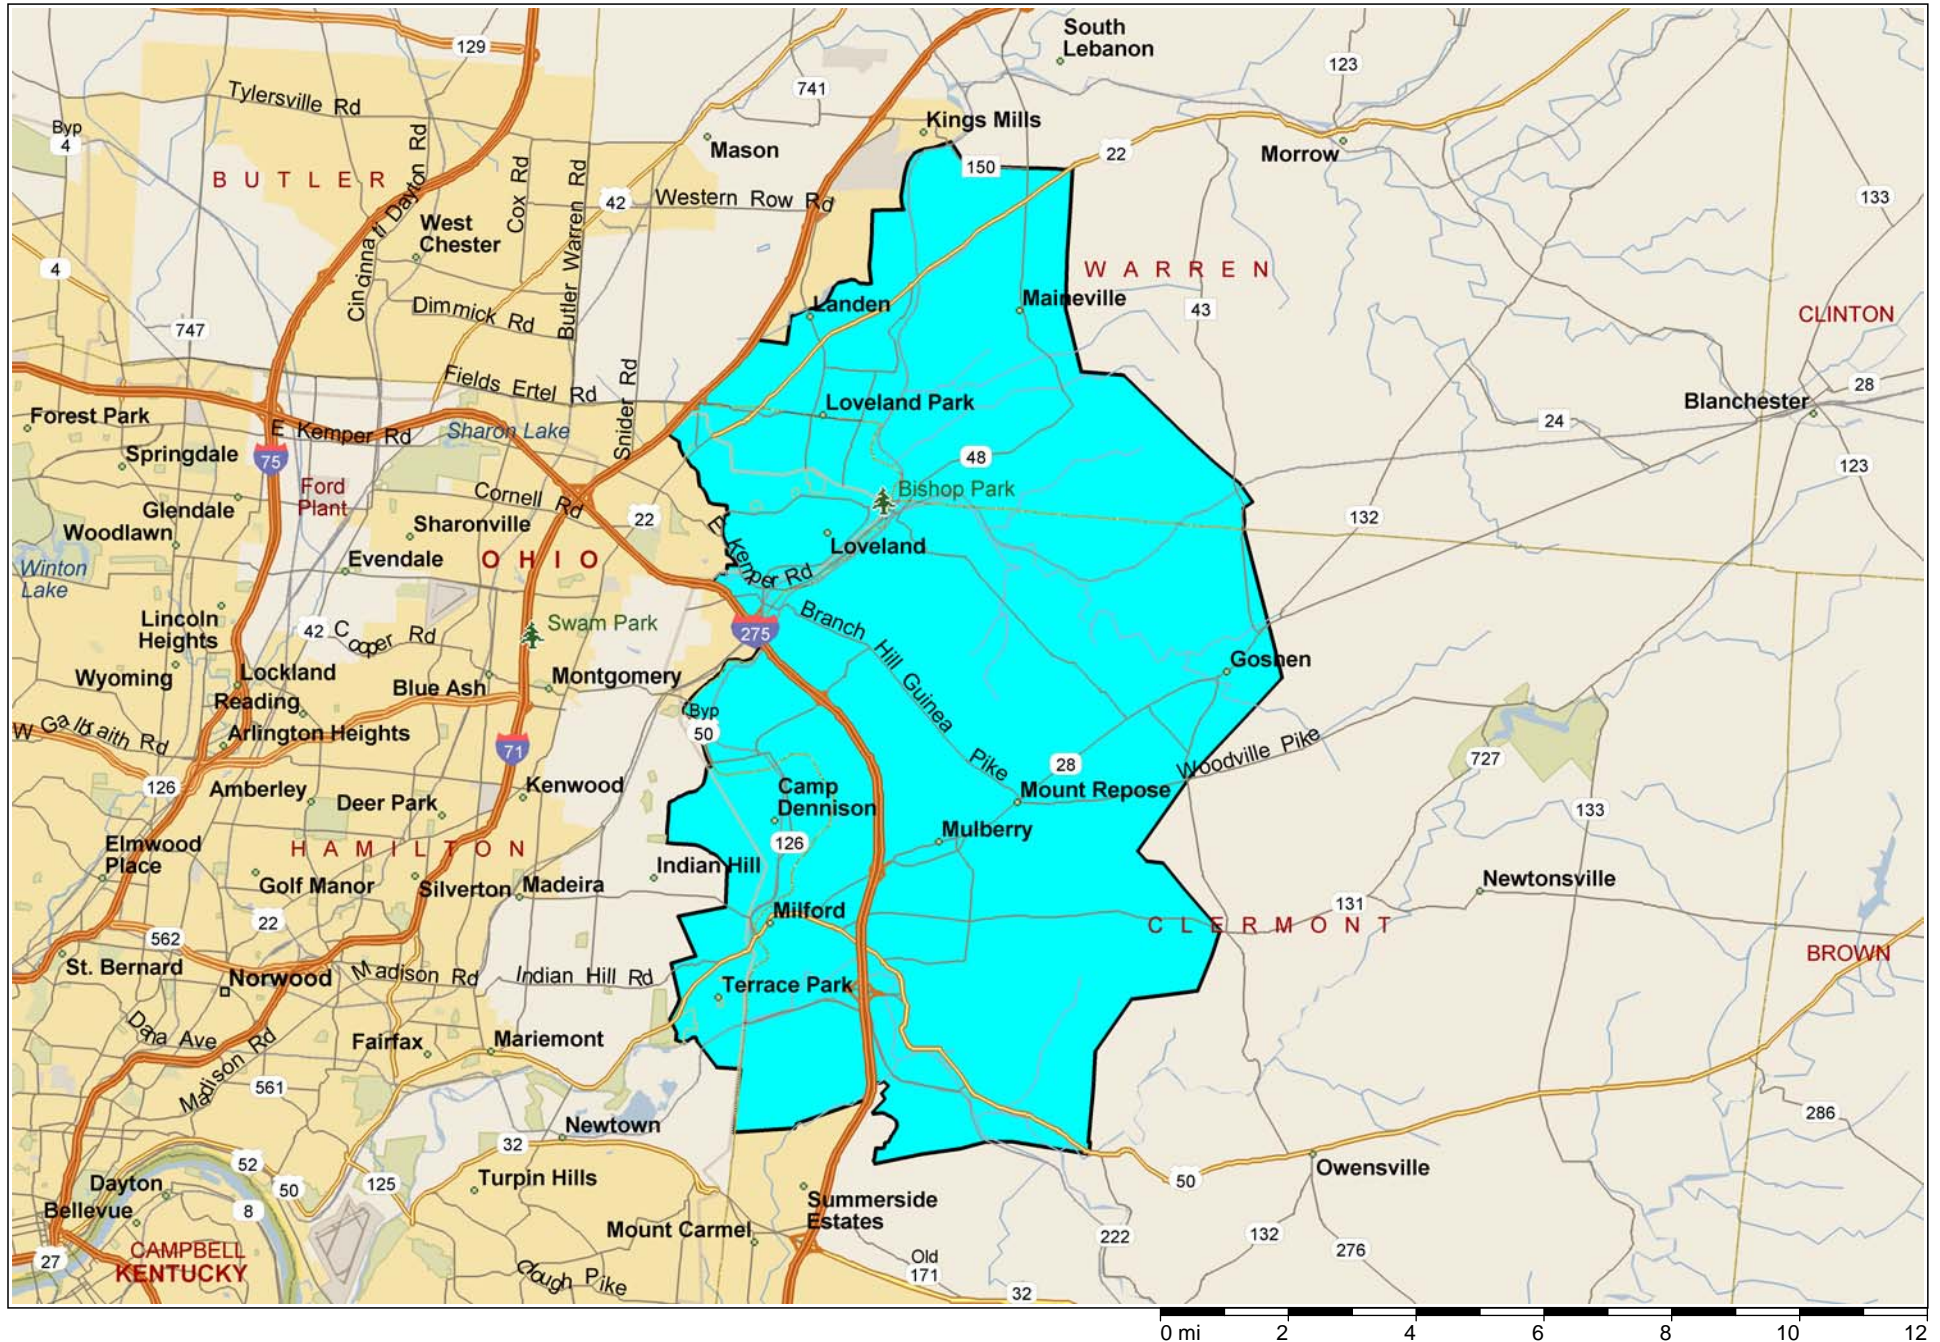 South
Lebanon
129
123
741
Tylersville Rd
Kings Mills
Byp
4
Cincinnati Dayton Rd
Mason
150
22
Morrow
BUTLER
Cox Rd
Butler Warren Rd
42
Western Row Rd
133
West
Chester
4
WARREN
Landen
Maineville
43
CLINTON
Dimmick Rd
747
Snider Rd
Fields Ertel Rd
28
Forest Park
E Kemper Rd
Sharon Lake
Loveland Park
Blanchester
24
Springdale
75
48
123
Ford
Plant
Cornell Rd
Bishop Park
Glendale
Sharonville
22
132
Woodlawn
E Kemper Rd
Loveland
Evendale
OHIO
Winton
Lake
Lincoln
Heights
42
Cooper Rd
Swam Park
275
Branch Hill Guinea Pike
Goshen
Wyoming
Lockland
Blue Ash
Montgomery
Reading
Byp
50
W Galbraith Rd
Arlington Heights
71
28
Woodville Pike
727
126
Amberley
Deer Park
Kenwood
Camp
Dennison
Mount Repose
133
Elmwood
Place
HAMILTON
126
Mulberry
Indian Hill
Golf Manor
Silverton
Madeira
Newtonsville
131
22
Milford
CLERMONT
562
St. Bernard
Norwood
Madison Rd
Indian Hill Rd
Terrace Park
BROWN
Dana Ave
Madison Rd
Fairfax
Mariemont
561
286
Newtown
32
52
Dayton
50
125
Turpin Hills
Owensville
50
Bellevue
8
Summerside
Estates
Mount Carmel
222
132
276
27
CAMPBELL
KENTUCKY
Clough Pike
Old
171
32
0 mi 2 4 6 8 10 12